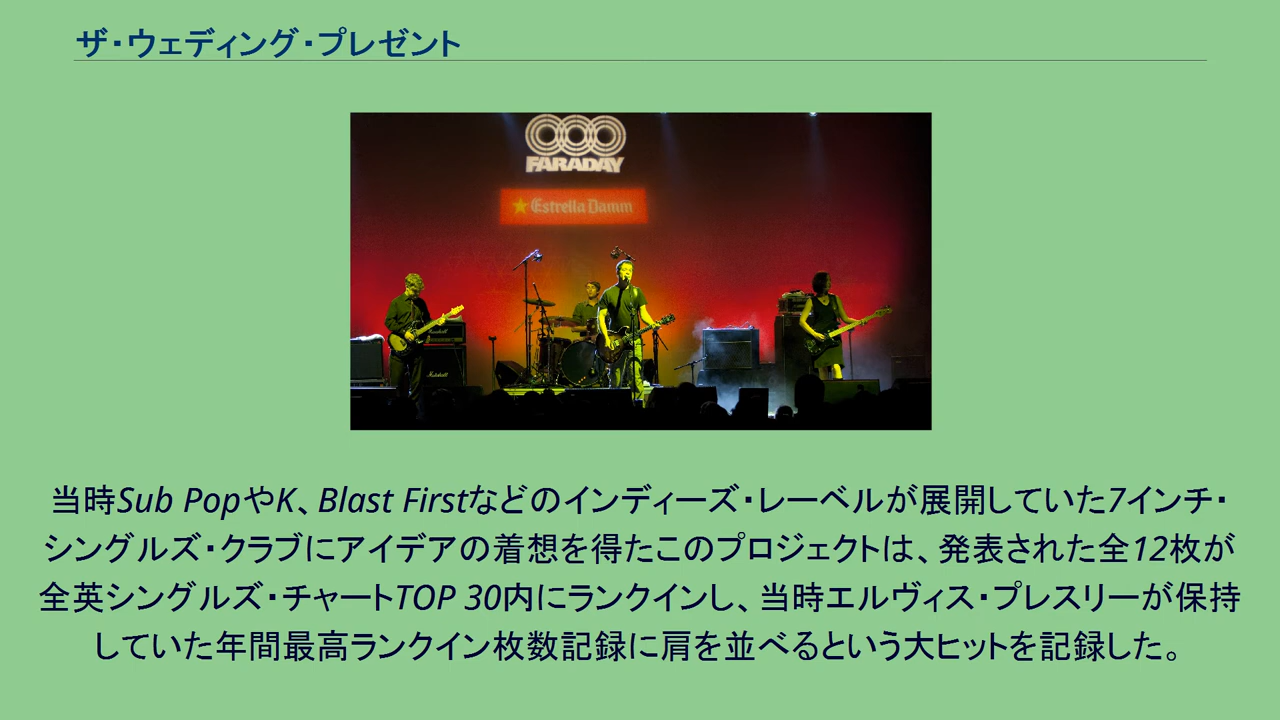 ザ・ウェディング・プレゼント
FARADAY
Estrella Damm
Marshall
Marshall
当時Sub PopやK、Blast Firstなどのインディーズ・レーベルが展開していた7インチ・
シングルズ・クラブにアイデアの着想を得たこのプロジェクトは、発表された全12枚が
全英シングルズ・チャートTOP 30内にランクインし、当時エルヴィス・プレスリーが保持
していた年間最高ランクイン枚数記録に肩を並べるという大ヒットを記録した。